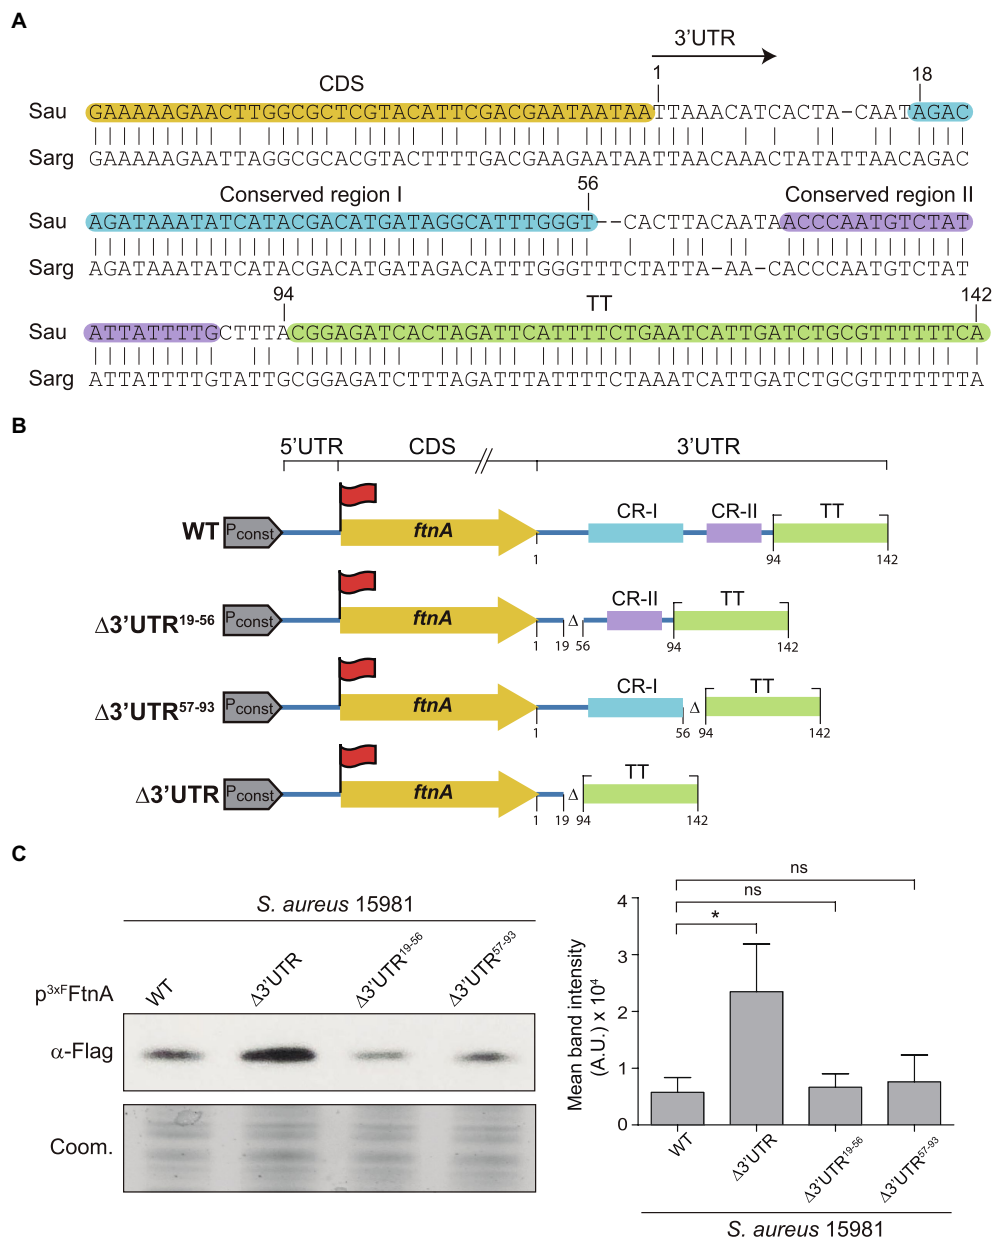 A
3'UTR
CDS
1
18
Sau GAAAAAGAACTTGGCGCTCGTACATTCGACGAATAATAATTAAACATCACTA-CAATAGAC
Sarg GAAAAAGAATTAGGCGCACGTACTTTTGACGAAGAATAATTAACAAACTATATTAACAGAC
Conserved region I
56
Conserved region II
Sau AGATAAATATCATACGACATGATAGGCATTTGGGT--CACTTACAATAACCCAATGTCTAT
Sarg AGATAAATATCATACGACATGATAGACATTTGGGTTTCTATTA-AA-CACCCAATGTCTAT
94
TT
142
Sau ATTATTTTGCTTTACGGAGATCACTAGATTCATTTTCTGAATCATTGATCTGCGTTTTTTCA
Sarg ATTATTTTGTATTGCGGAGATCTTTAGATTTATTTTCTAAATCATTGATCTGCGTTTTTTTA
B
5'UTR CDS 3'UTR
WT Pconst ftnA CR-I CR-II TT
1 94 142
Δ3'UTR19-56 Pconst ftnA Δ CR-II TT
1 19 56 94 142
Δ3'UTR57-93 Pconst ftnA CR-I Δ TT
1 56 94 142
Δ3'UTR Pconst ftnA Δ TT
1 19 94 142
C
S. aureus 15981
p3xFFtnA WT Δ3'UTR Δ3'UTR19-56 Δ3'UTR57-93
α-Flag
Coom.
ns
ns
*
Mean band intensity
(A.U.) x 10⁴
4
3
2
1
0
WT Δ3'UTR Δ3'UTR19-56 Δ3'UTR57-93
S. aureus 15981